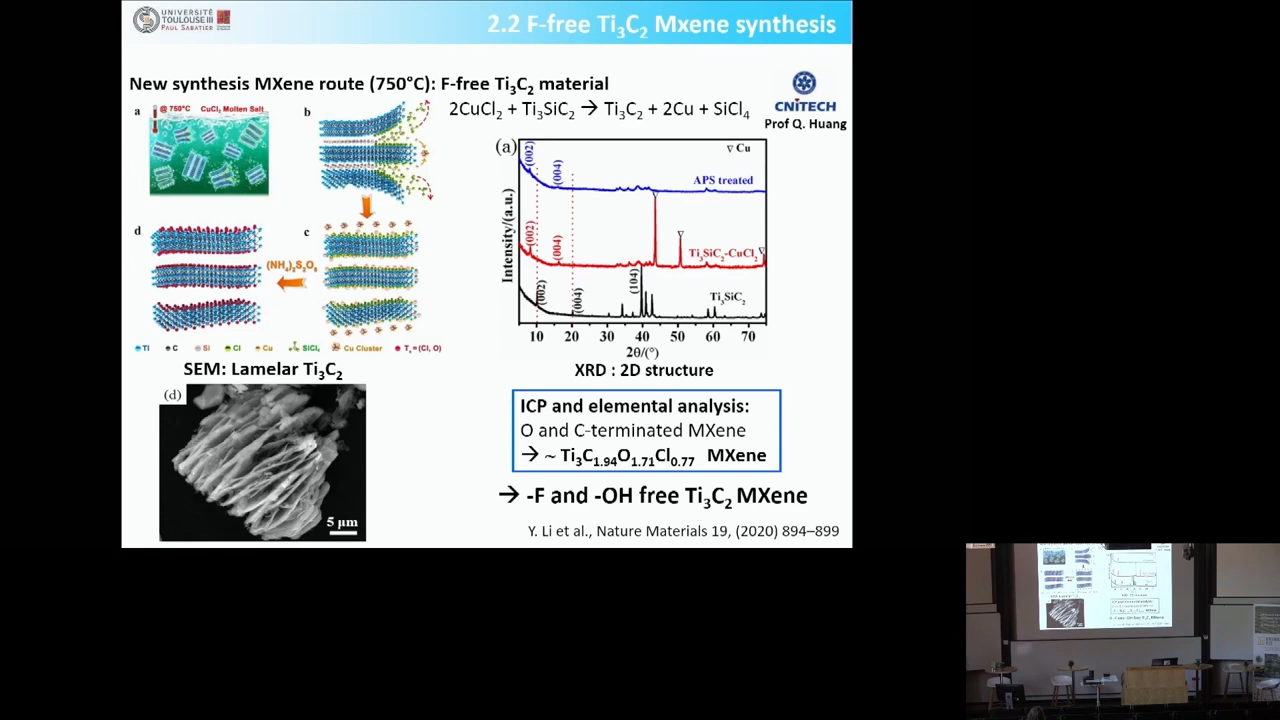 UNIVERSITÉ
TOULOUSE III
PAUL SABATIER
2.2 F-free Ti₃C₂ Mxene synthesis
New synthesis MXene route (750°C): F-free Ti₃C₂ material
2CuCl₂ + Ti₃SiC₂ → Ti₃C₂ + 2Cu + SiCl₄
CNITECH
Prof Q. Huang
a
@ 750°C
CuCl₂ Molten Salt
b
d
c
(NH₄)₂S₂O₈
Ti
C
Si
Cl
Cu
SiCl₄
Cu Cluster
Tₓ = (Cl, O)
(a)
▽ Cu
(002)
(004)
APS treated
(002)
(004)
Ti₃SiC₂-CuCl₂
(002)
(004)
(104)
Ti₃SiC₂
Intensity/(a.u.)
10 20 30 40 50 60 70
2θ/(°)
SEM: Lamelar Ti₃C₂
XRD : 2D structure
(d)
5 μm
ICP and elemental analysis:
O and C-terminated MXene
→ ~ Ti₃C₁.₉₄O₁.₇₁Cl₀.₇₇ MXene
→ -F and -OH free Ti₃C₂ MXene
Y. Li et al., Nature Materials 19, (2020) 894–899